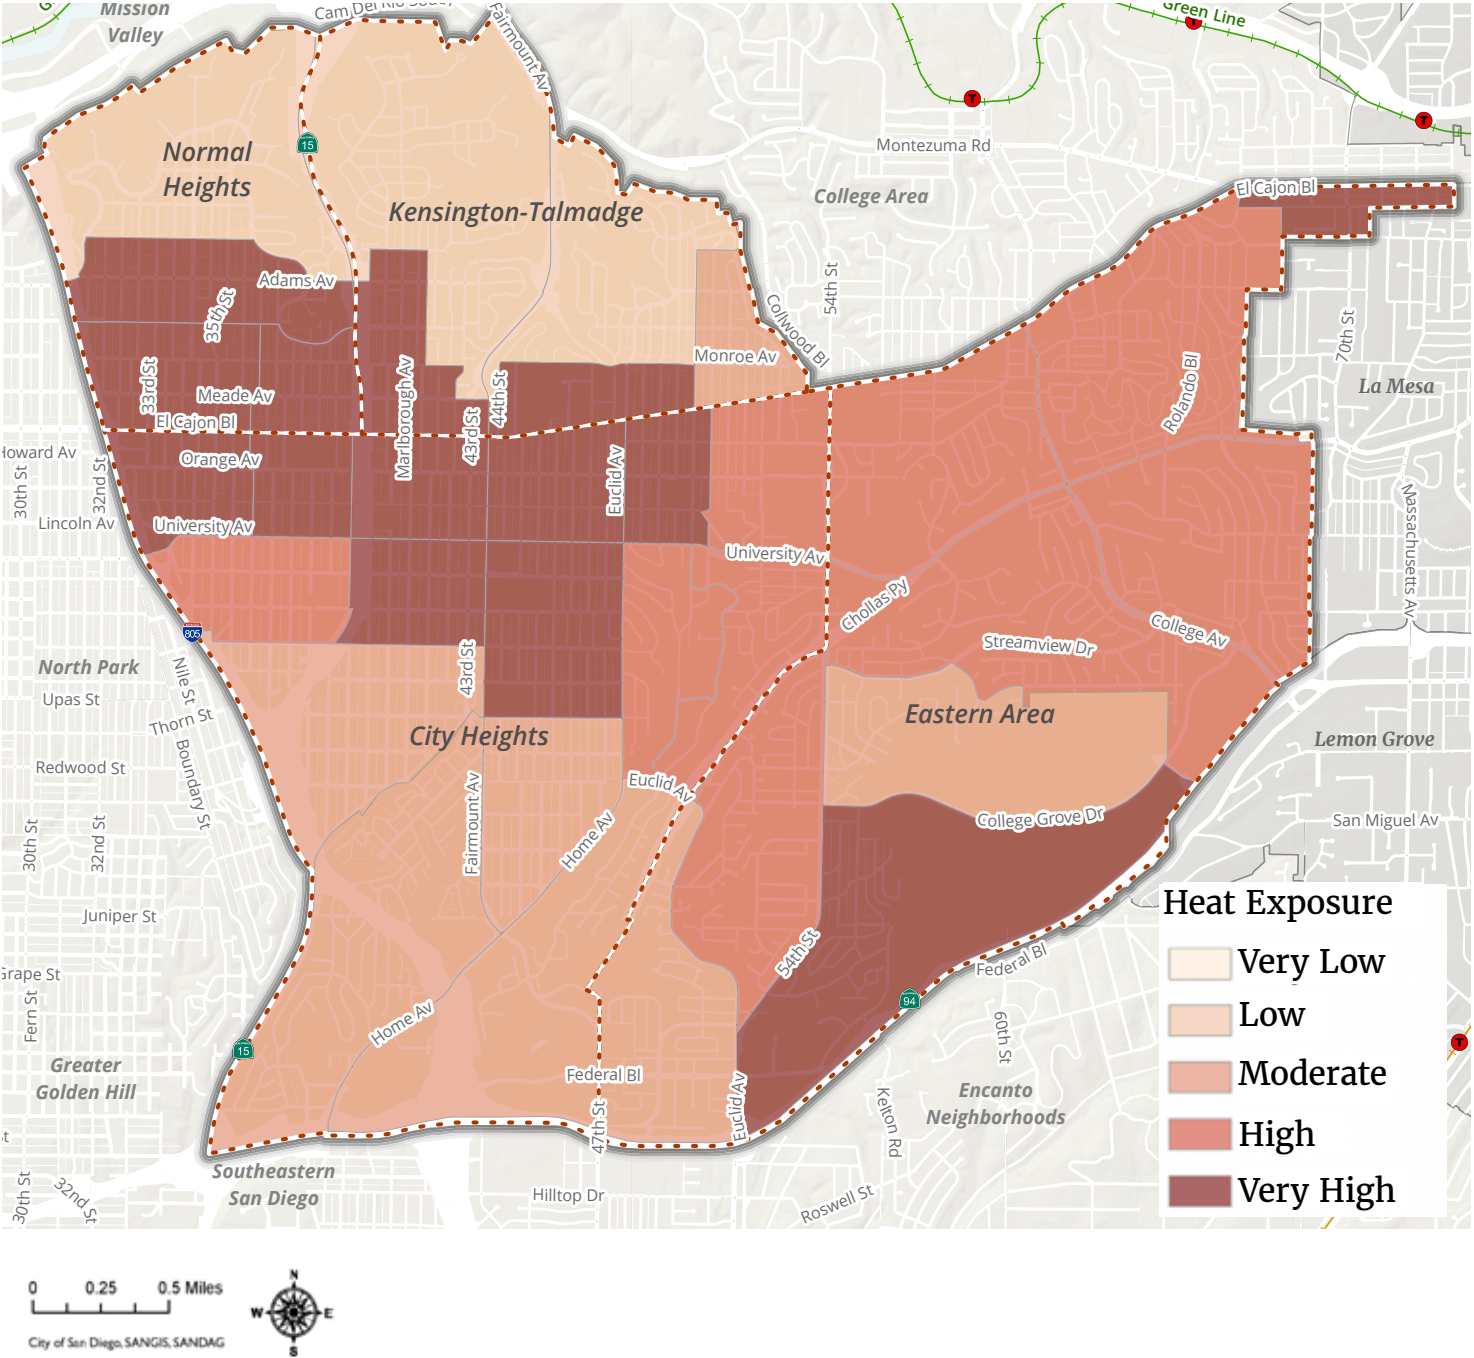 Mission
Valley
Cam Del Rio South
Fairmount Av
Green Line
T
T
T
15
Normal
Heights
Kensington-Talmadge
Montezuma Rd
College Area
El Cajon Bl
54th St
Collwood Bl
70th St
La Mesa
Adams Av
35th St
33rd St
Meade Av
El Cajon Bl
Marlborough Av
43rd St
44th St
Monroe Av
Rolando Bl
Howard Av
30th St
32nd St
Orange Av
Euclid Av
Lincoln Av
University Av
University Av
Massachusetts Av
Chollas Py
College Av
Streamview Dr
805
North Park
Nile St
Upas St
Thorn St
43rd St
City Heights
Eastern Area
Lemon Grove
Redwood St
Boundary St
Euclid Av
30th St
32nd St
Fairmount Av
Home Av
College Grove Dr
San Miguel Av
Juniper St
Grape St
Fern St
54th St
Federal Bl
94
60th St
Home Av
15
Greater
Golden Hill
Federal Bl
47th St
Euclid Av
Kelton Rd
Encanto
Neighborhoods
T
St
30th St
32nd St
Southeastern
San Diego
Hilltop Dr
Roswell St
Heat Exposure
Very Low
Low
Moderate
High
Very High
0 0.25 0.5 Miles
City of San Diego, SANGIS, SANDAG
N
W E
S